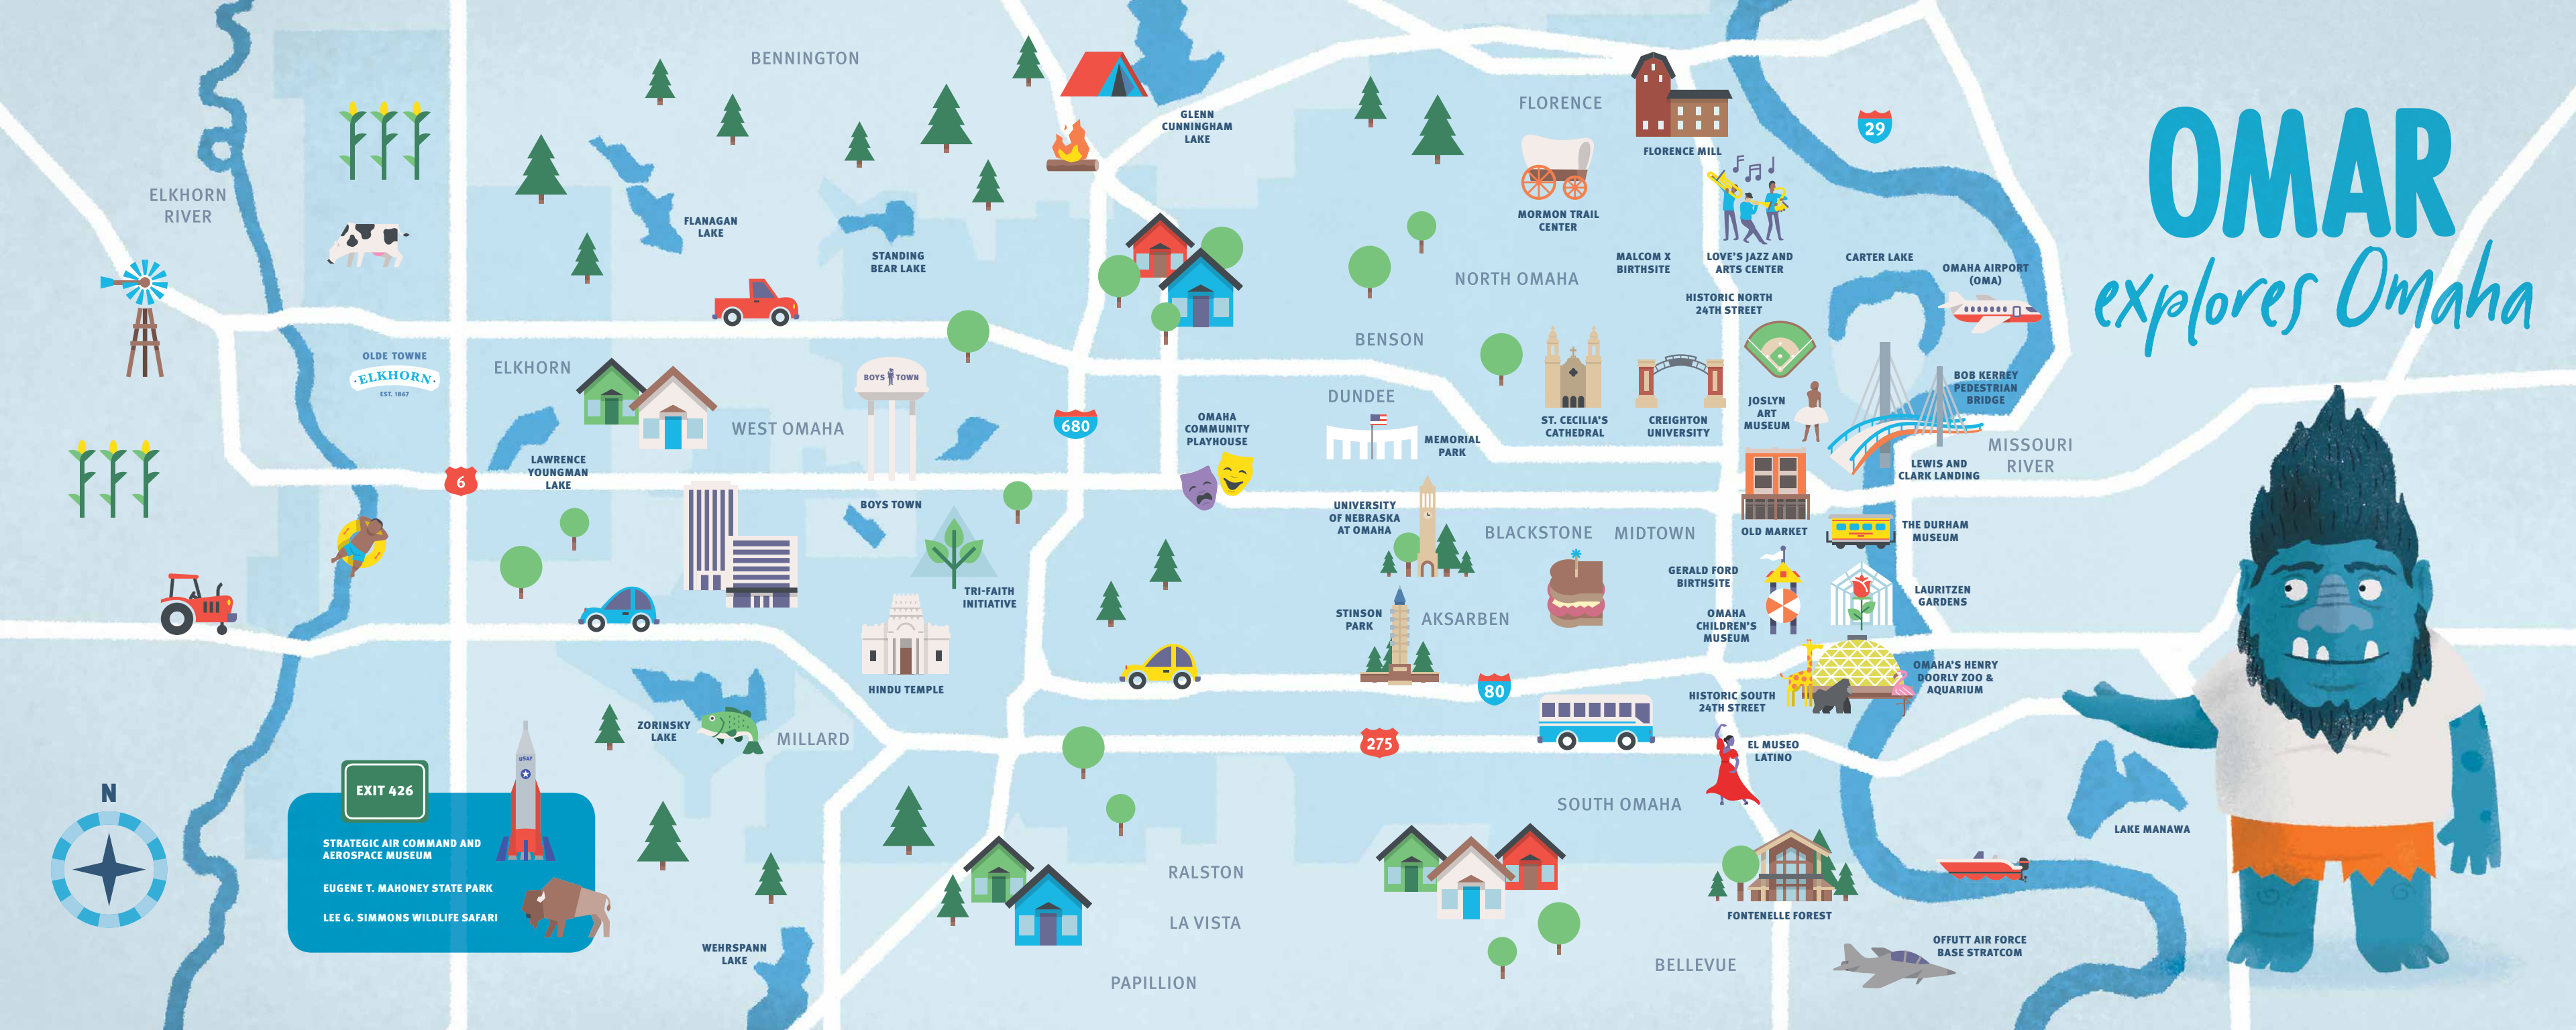 OMAR
explores Omaha
BENNINGTON
GLENN
CUNNINGHAM
LAKE
FLORENCE
FLORENCE MILL
29
ELKHORN
RIVER
FLANAGAN
LAKE
STANDING
BEAR LAKE
MORMON TRAIL
CENTER
NORTH OMAHA
MALCOM X
BIRTHSITE
LOVE'S JAZZ AND
ARTS CENTER
CARTER LAKE
OMAHA AIRPORT
(OMA)
HISTORIC NORTH
24TH STREET
BENSON
OLDE TOWNE
ELKHORN
EST. 1867
ELKHORN
BOYS TOWN
WEST OMAHA
680
OMAHA
COMMUNITY
PLAYHOUSE
DUNDEE
MEMORIAL
PARK
ST. CECILIA'S
CATHEDRAL
CREIGHTON
UNIVERSITY
JOSLYN
ART
MUSEUM
BOB KERREY
PEDESTRIAN
BRIDGE
MISSOURI
RIVER
LEWIS AND
CLARK LANDING
6
LAWRENCE
YOUNGMAN
LAKE
BOYS TOWN
UNIVERSITY
OF NEBRASKA
AT OMAHA
BLACKSTONE
MIDTOWN
OLD MARKET
THE DURHAM
MUSEUM
TRI-FAITH
INITIATIVE
GERALD FORD
BIRTHSITE
LAURITZEN
GARDENS
STINSON
PARK
AKSARBEN
OMAHA
CHILDREN'S
MUSEUM
HINDU TEMPLE
80
OMAHA'S HENRY
DOORLY ZOO &
AQUARIUM
HISTORIC SOUTH
24TH STREET
ZORINSKY
LAKE
MILLARD
275
EL MUSEO
LATINO
USAF
N
EXIT 426
STRATEGIC AIR COMMAND AND
AEROSPACE MUSEUM
EUGENE T. MAHONEY STATE PARK
LEE G. SIMMONS WILDLIFE SAFARI
SOUTH OMAHA
LAKE MANAWA
RALSTON
LA VISTA
PAPILLION
WEHRSPANN
LAKE
FONTENELLE FOREST
BELLEVUE
OFFUTT AIR FORCE
BASE STRATCOM